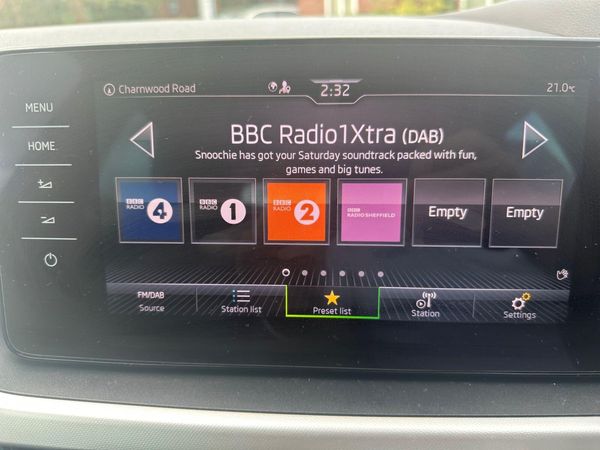 Charnwood Road
2:32
21.0°C
MENU
HOME
BBC Radio1Xtra (DAB)
Snoochie has got your Saturday soundtrack packed with fun,
games and big tunes.
BBC RADIO 4
BBC RADIO 1
BBC RADIO 2
BBC RADIO SHEFFIELD
Empty
Empty
FM/DAB
Source
Station list
Preset list
Station
Settings